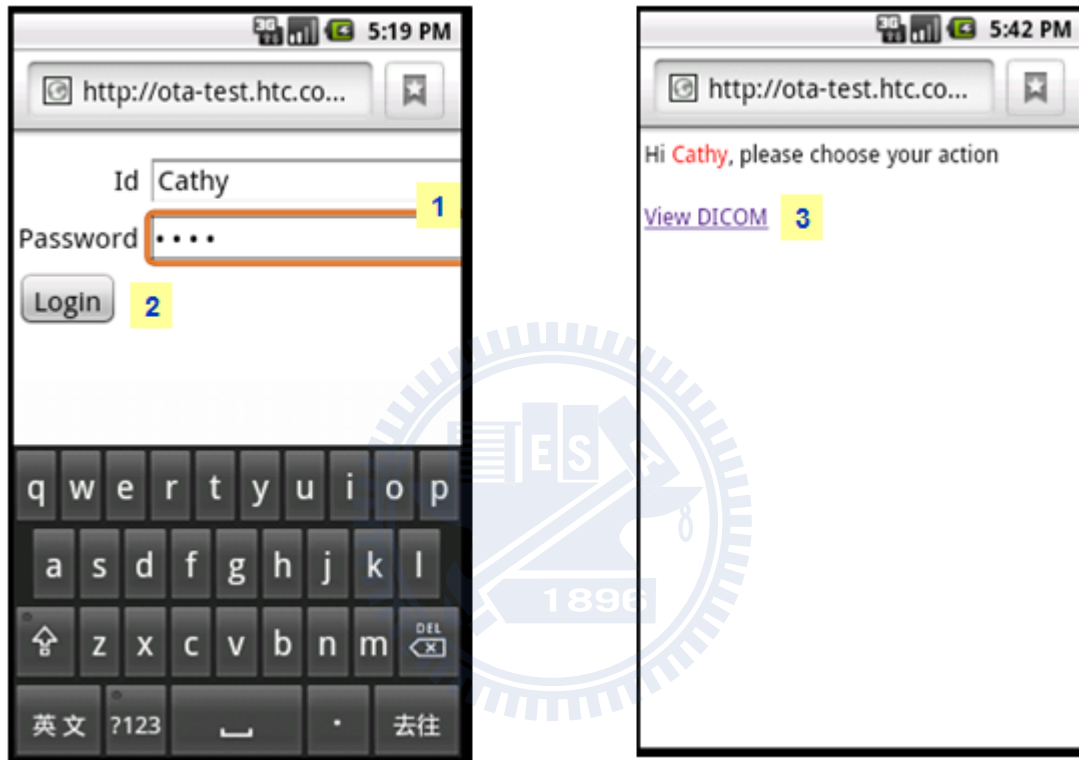 5:19 PM
http://ota-test.htc.co...
Id Cathy
1
Password ····
Login 2
q w e r t y u i o p
a s d f g h j k l
z x c v b n m DEL
英文 ?123 . 去往
3G 5:42 PM
http://ota-test.htc.co...
Hi Cathy, please choose your action
View DICOM 3
ES A
1896